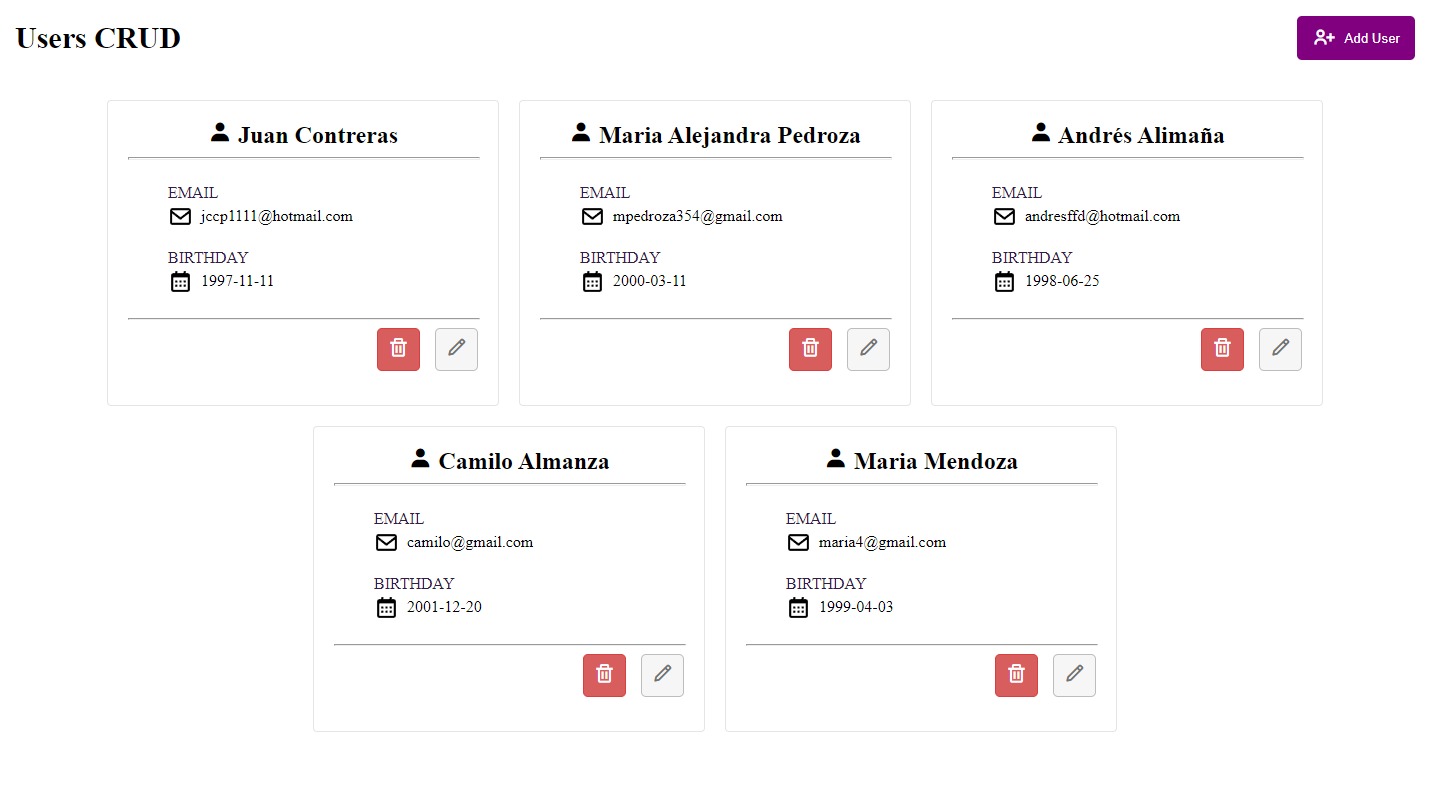 Users CRUD
Add User
Juan Contreras
EMAIL
jccp1111@hotmail.com
BIRTHDAY
1997-11-11
Maria Alejandra Pedroza
EMAIL
mpedroza354@gmail.com
BIRTHDAY
2000-03-11
Andrés Alimaña
EMAIL
andresffd@hotmail.com
BIRTHDAY
1998-06-25
Camilo Almanza
EMAIL
camilo@gmail.com
BIRTHDAY
2001-12-20
Maria Mendoza
EMAIL
maria4@gmail.com
BIRTHDAY
1999-04-03